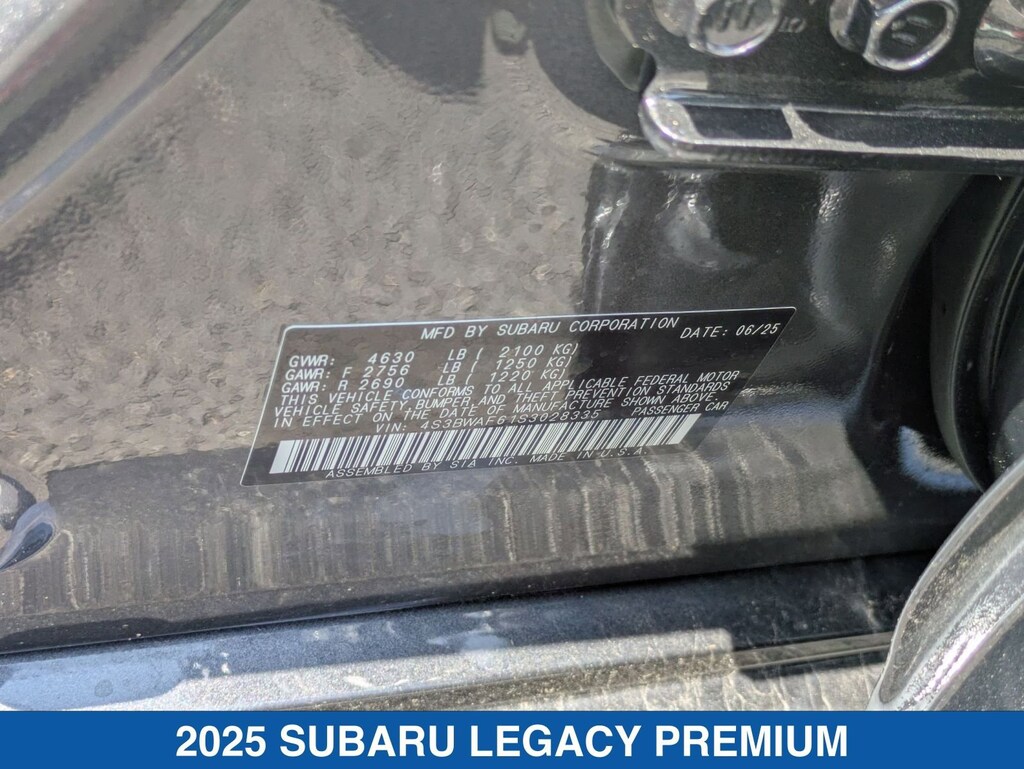 MFD BY SUBARU CORPORATION DATE: 06/25
GVWR: 4630 LB ( 2100 KG)
GAWR: F 2756 LB ( 1250 KG)
GAWR: R 2690 LB ( 1220 KG)
THIS VEHICLE CONFORMS TO ALL APPLICABLE FEDERAL MOTOR
VEHICLE SAFETY, BUMPER, AND THEFT PREVENTION STANDARDS
IN EFFECT ON THE DATE OF MANUFACTURE SHOWN ABOVE.
VIN: 4S3BWAF61S3028335 PASSENGER CAR
ASSEMBLED BY SIA INC. MADE IN U.S.A
2025 SUBARU LEGACY PREMIUM